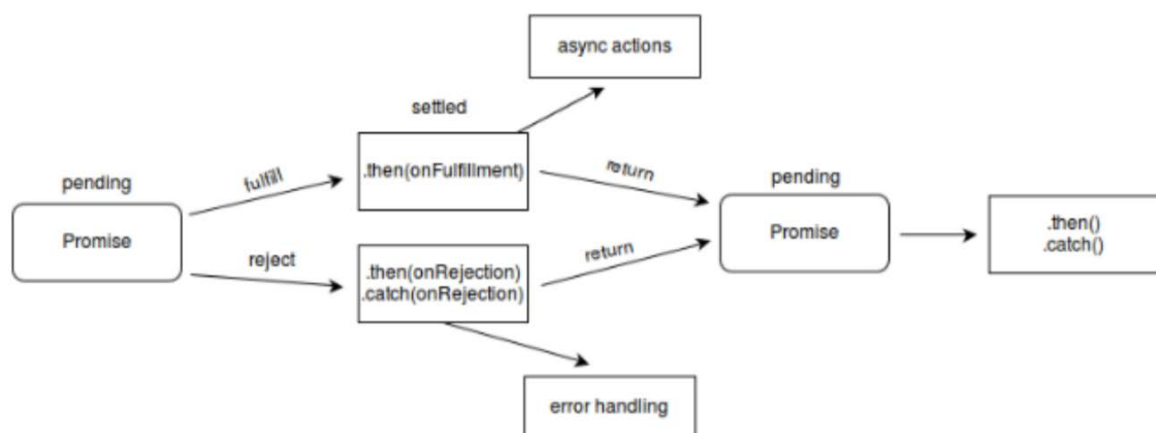 async actions
settled
.then(onFulfillment)
pending
fulfill
return
pending
Promise
Promise
.then()
.catch()
reject
.then(onRejection)
.catch(onRejection)
return
error handling